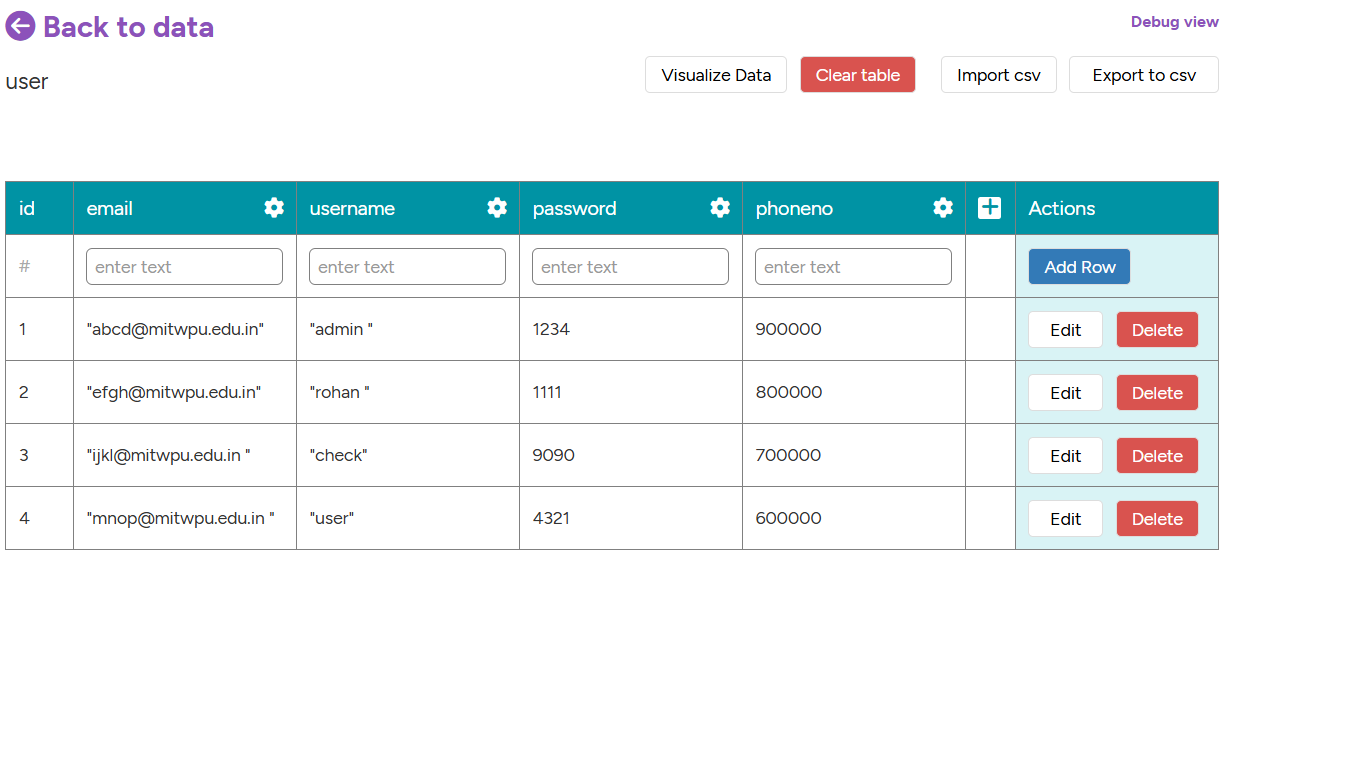 Back to data
Debug view
user
Visualize Data Clear table Import csv Export to csv
id email username password phoneno Actions
# enter text enter text enter text enter text Add Row
1 "abcd@mitwpu.edu.in" "admin " 1234 900000 Edit Delete
2 "efgh@mitwpu.edu.in" "rohan " 1111 800000 Edit Delete
3 "ijkl@mitwpu.edu.in " "check" 9090 700000 Edit Delete
4 "mnop@mitwpu.edu.in " "user" 4321 600000 Edit Delete